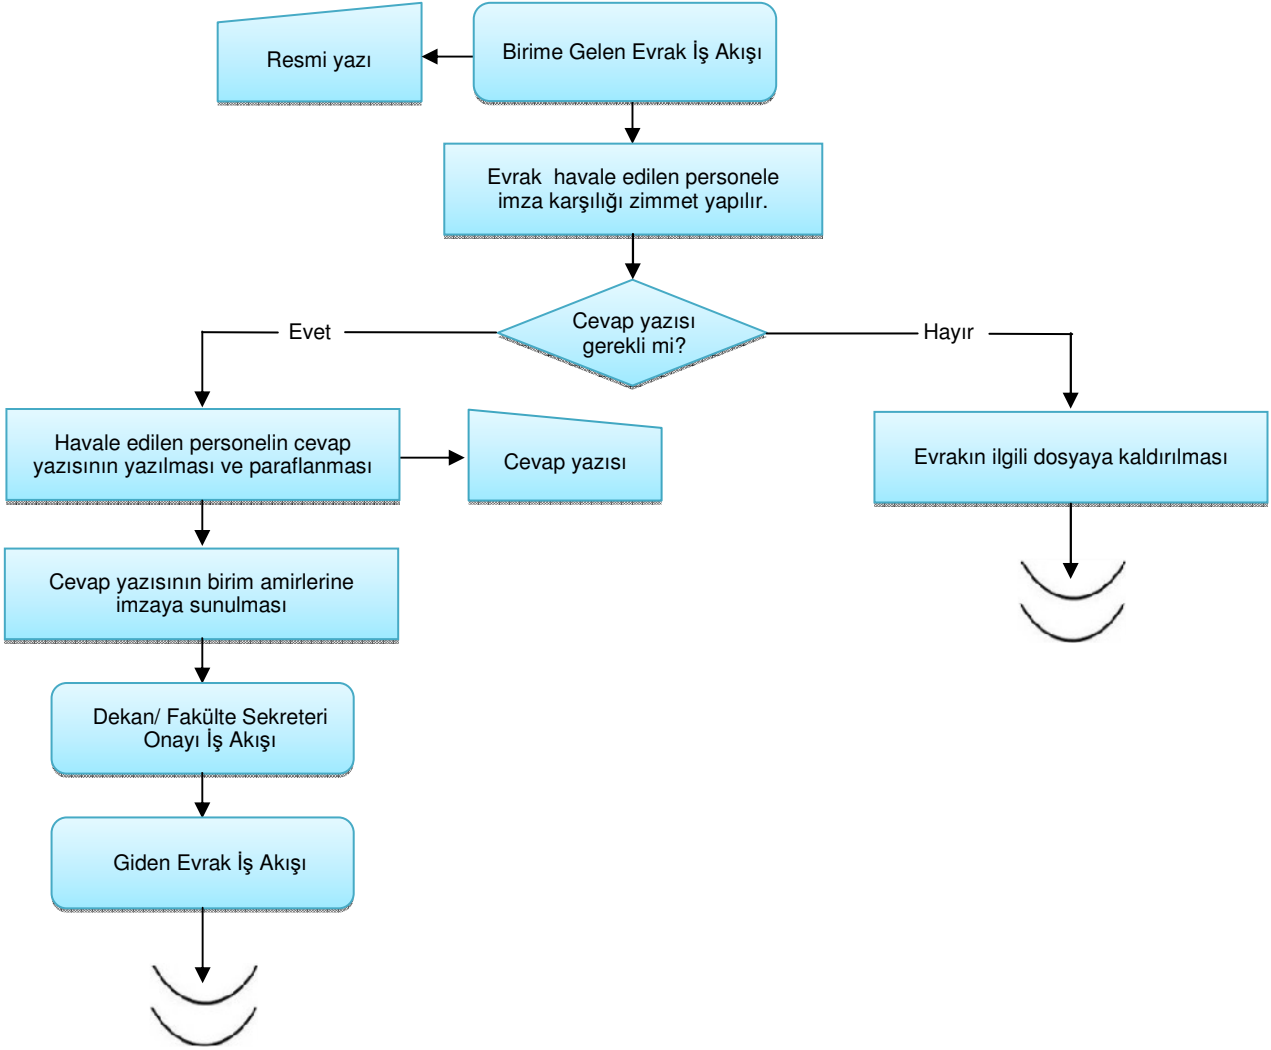 Resmi yazı
Birime Gelen Evrak İş Akışı
Evrak havale edilen personele
imza karşılığı zimmet yapılır.
Cevap yazısı
gerekli mi?
Evet
Hayır
Havale edilen personelin cevap
yazısının yazılması ve paraflanması
Cevap yazısı
Evrakın ilgili dosyaya kaldırılması
Cevap yazısının birim amirlerine
imzaya sunulması
Dekan/ Fakülte Sekreteri
Onayı İş Akışı
Giden Evrak İş Akışı